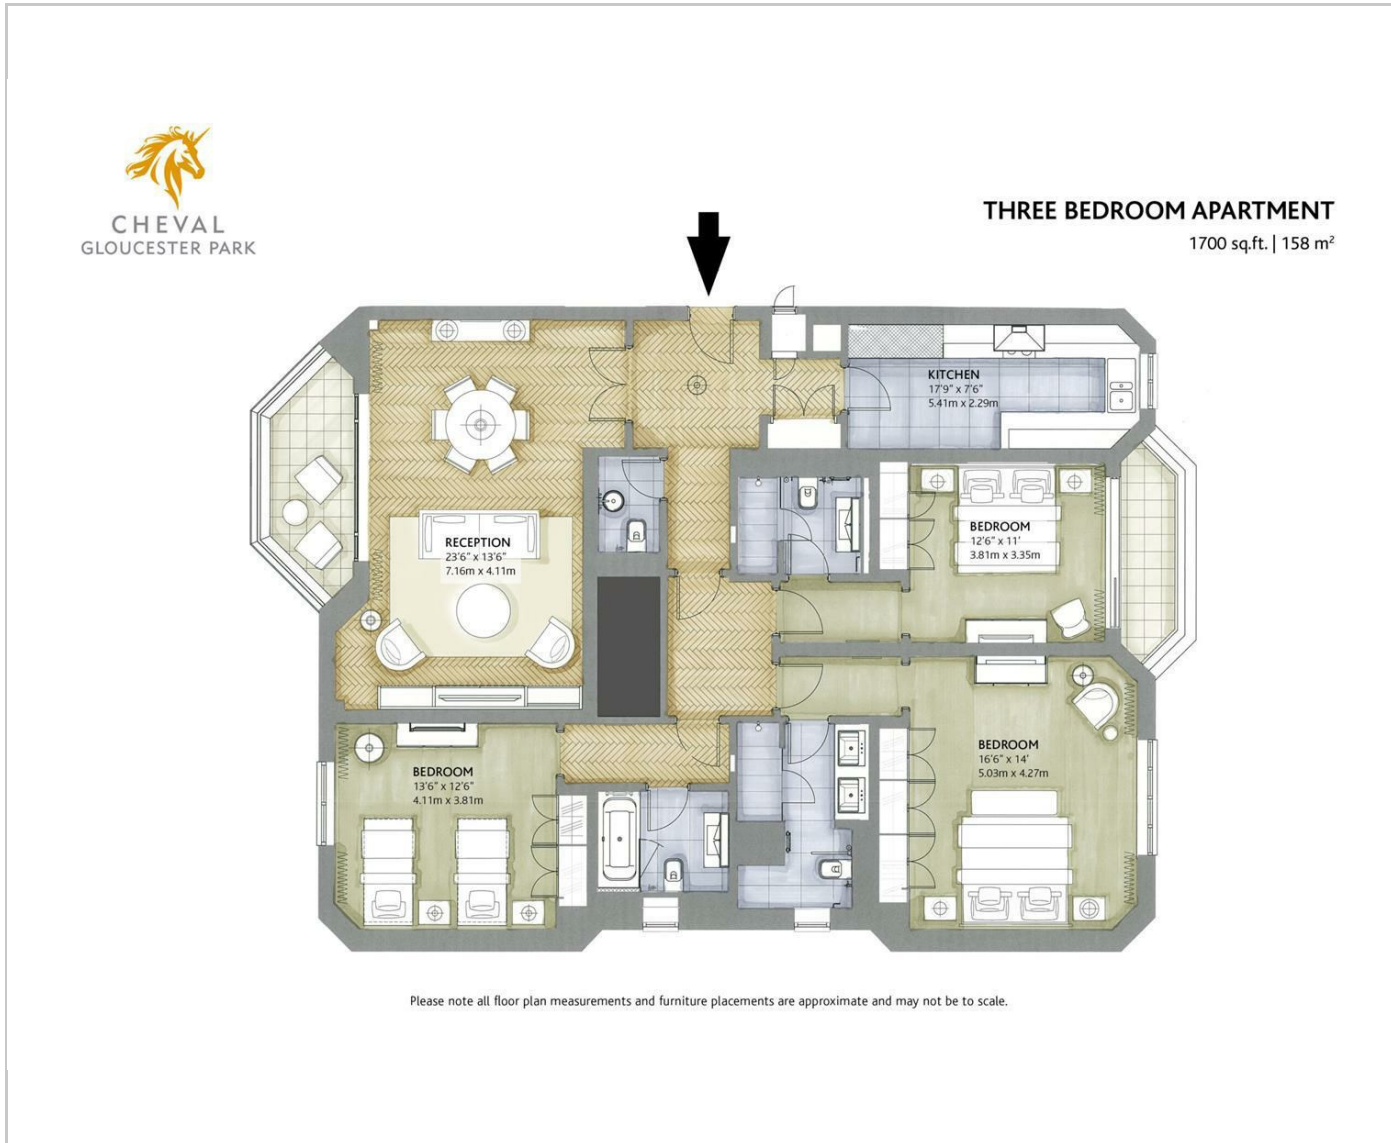 CHEVAL
GLOUCESTER PARK
THREE BEDROOM APARTMENT
1700 sq.ft. | 158 m²
KITCHEN
17'9" x 7'6"
5.41m x 2.29m
RECEPTION
23'6" x 13'6"
7.16m x 4.11m
BEDROOM
12'6" x 11'
3.81m x 3.35m
BEDROOM
13'6" x 12'6"
4.11m x 3.81m
BEDROOM
16'6" x 14'
5.03m x 4.27m
Please note all floor plan measurements and furniture placements are approximate and may not be to scale.